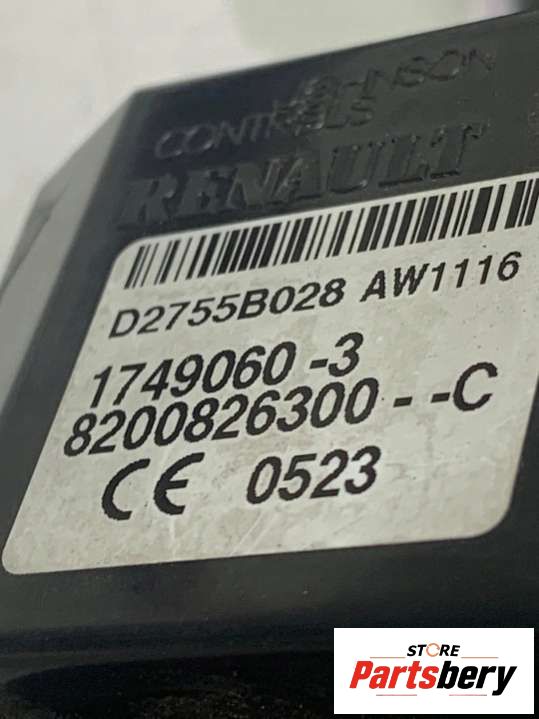 JOHNSON
CONTROLS
RENAULT
D2755B028 AW1116
1749060-3
8200826300--C
CE 0523
STORE
Partsbery